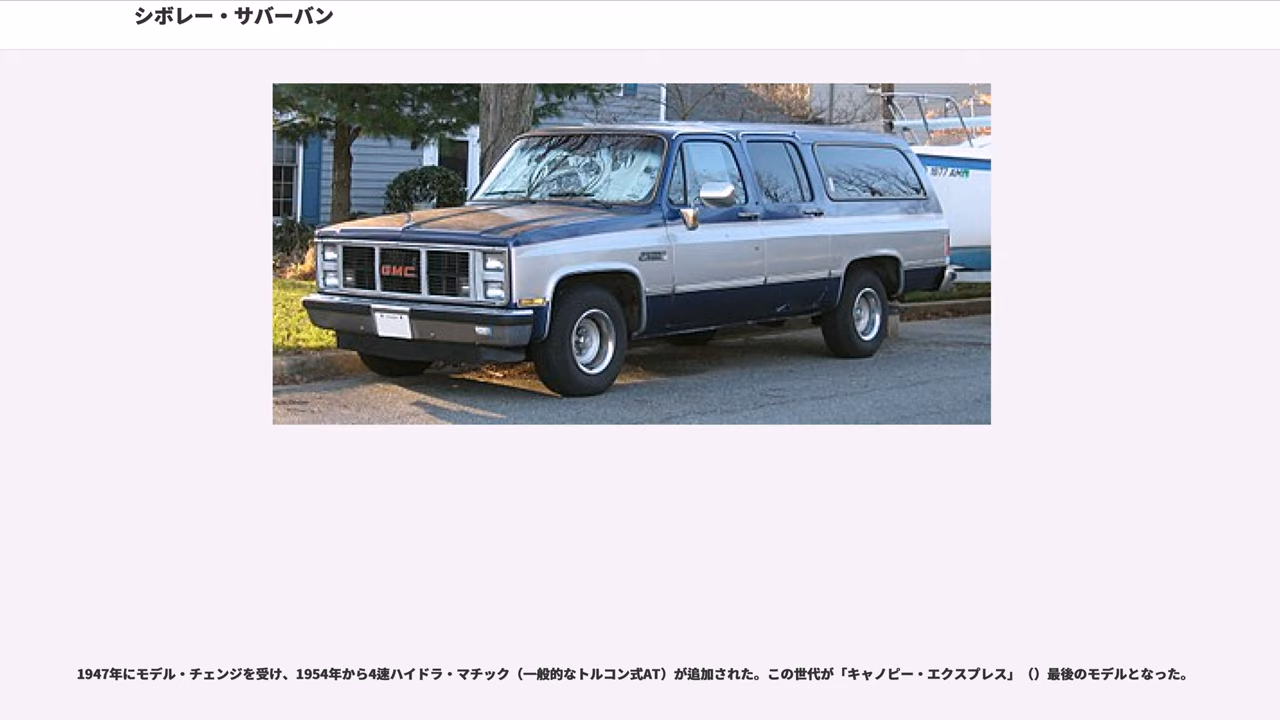 シボレー・サバーバン
GMC
1947年にモデル・チェンジを受け、1954年から4速ハイドラ・マチック（一般的なトルコン式AT）が追加された。この世代が「キャノピー・エクスプレス」（）最後のモデルとなった。